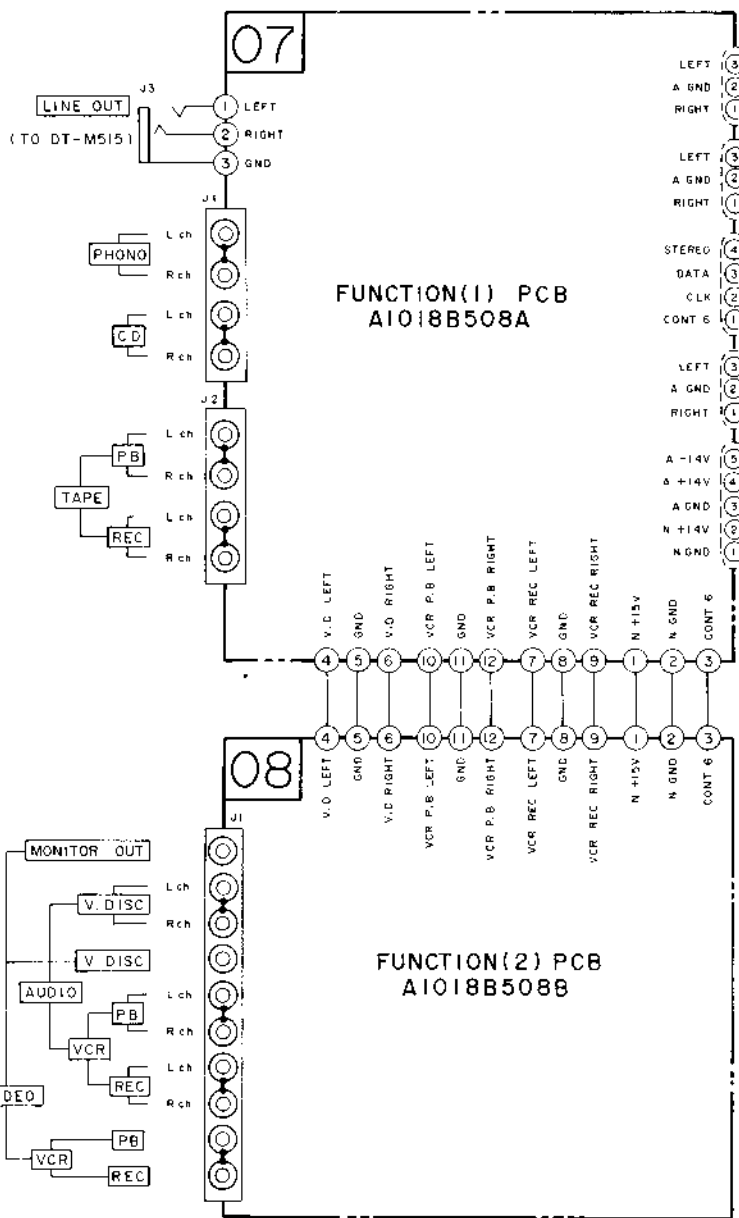 07
J3
LINE OUT
(TO DT-M515)
1 LEFT
2 RIGHT
3 GND
LEFT 3
A GND 2
RIGHT 1
LEFT 3
A GND 2
RIGHT 1
STEREO 4
DATA 3
CLK 2
CONT 6 1
LEFT 3
A GND 2
RIGHT 1
A -14V 5
A +14V 4
A GND 3
N +14V 2
N GND 1
FUNCTION(1) PCB
A1018B508A
PHONO
L ch
R ch
CD
L ch
R ch
J2
TAPE
PB
L ch
R ch
REC
L ch
R ch
V.D LEFT
GND
V.D RIGHT
VCR P.B LEFT
GND
VCR P.B RIGHT
VCR REC LEFT
GND
VCR REC RIGHT
N +15V
N GND
CONT 6
4 5 6 10 11 12 7 8 9 1 2 3
4 5 6 10 11 12 7 8 9 1 2 3
V.D LEFT
GND
V.D RIGHT
VCR P.B LEFT
GND
VCR P.B RIGHT
VCR REC LEFT
GND
VCR REC RIGHT
N +15V
N GND
CONT 6
08
J1
MONITOR OUT
V. DISC
L ch
R ch
V. DISC
AUDIO
PB
L ch
R ch
VCR
REC
L ch
R ch
DEO
PB
VCR
REC
FUNCTION(2) PCB
A1018B508B